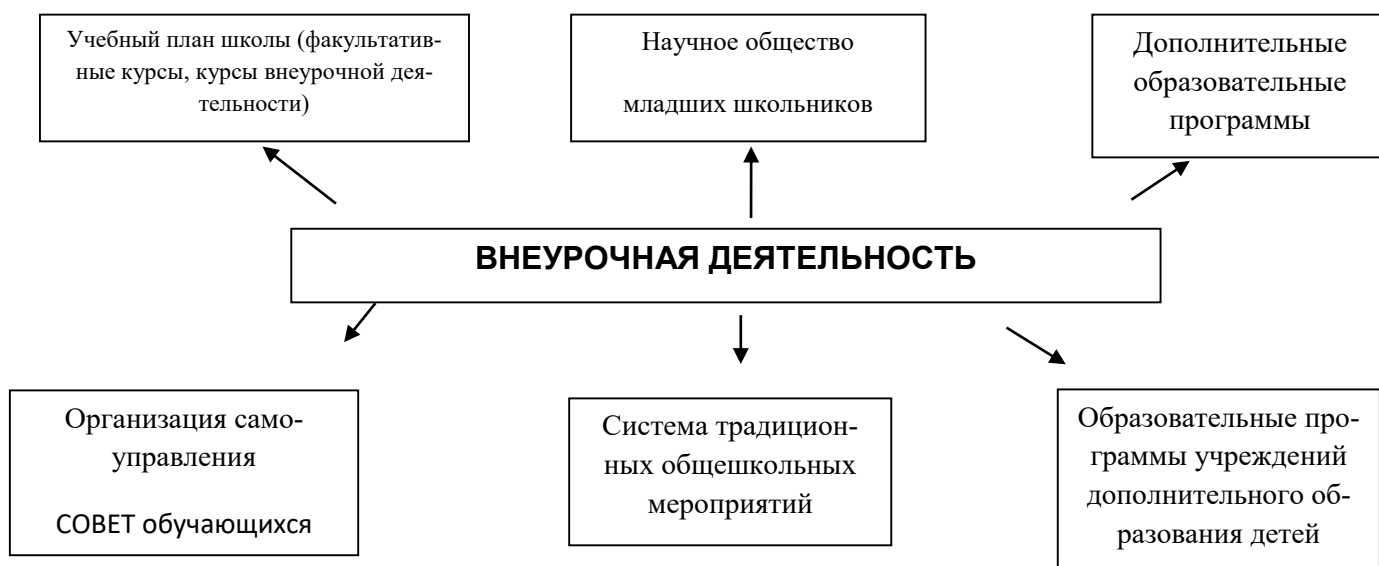 Учебный план школы (факультатив-
ные курсы, курсы внеурочной дея-
тельности)
Научное общество
младших школьников
Дополнительные
образовательные
программы
ВНЕУРОЧНАЯ ДЕЯТЕЛЬНОСТЬ
Организация само-
управления
СОВЕТ обучающихся
Система традицион-
ных общешкольных
мероприятий
Образовательные про-
граммы учреждений
дополнительного об-
разования детей